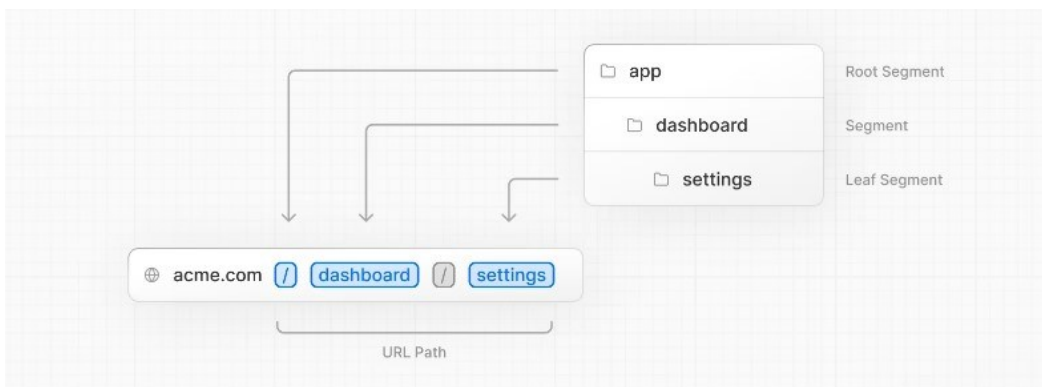 app
Root Segment
dashboard
Segment
settings
Leaf Segment
acme.com / dashboard / settings
URL Path